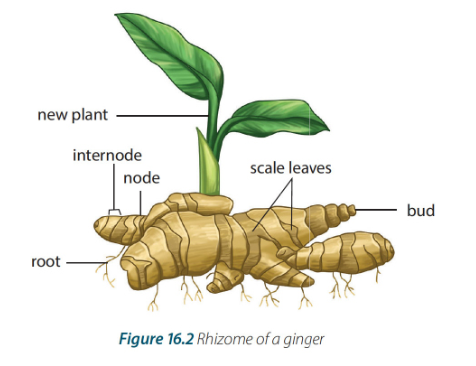 new plant
internode
node
scale leaves
bud
root
Figure 16.2 Rhizome of a ginger